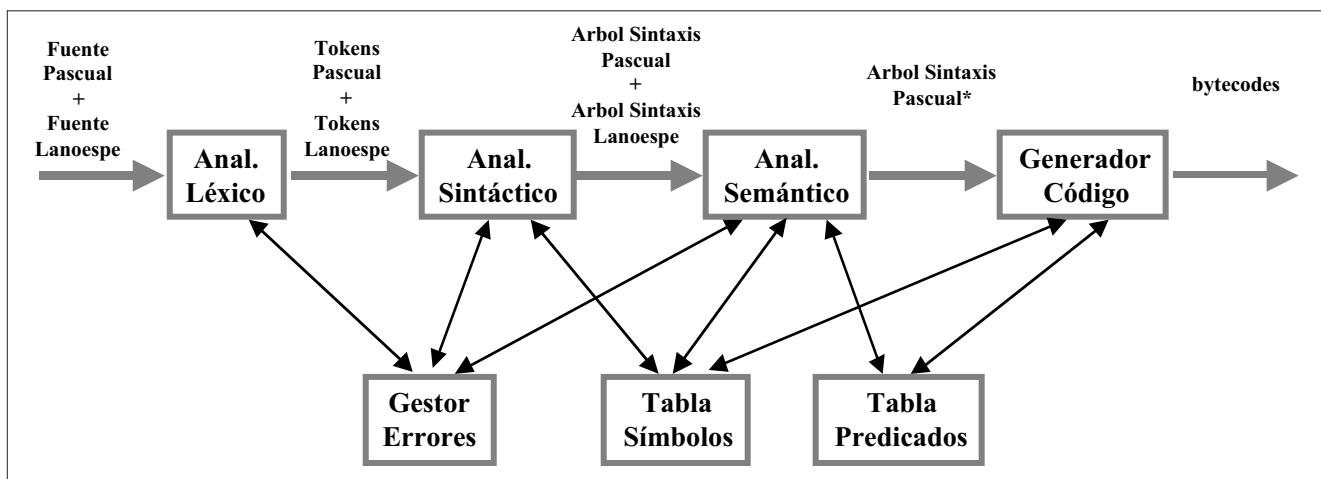 Fuente
Pascual
+
Fuente
Lanoespe
Tokens
Pascual
+
Tokens
Lanoespe
Arbol Sintaxis
Pascual
+
Arbol Sintaxis
Lanoespe
Arbol Sintaxis
Pascual*
bytecodes
Anal.
Léxico
Anal.
Sintáctico
Anal.
Semántico
Generador
Código
Gestor
Errores
Tabla
Símbolos
Tabla
Predicados